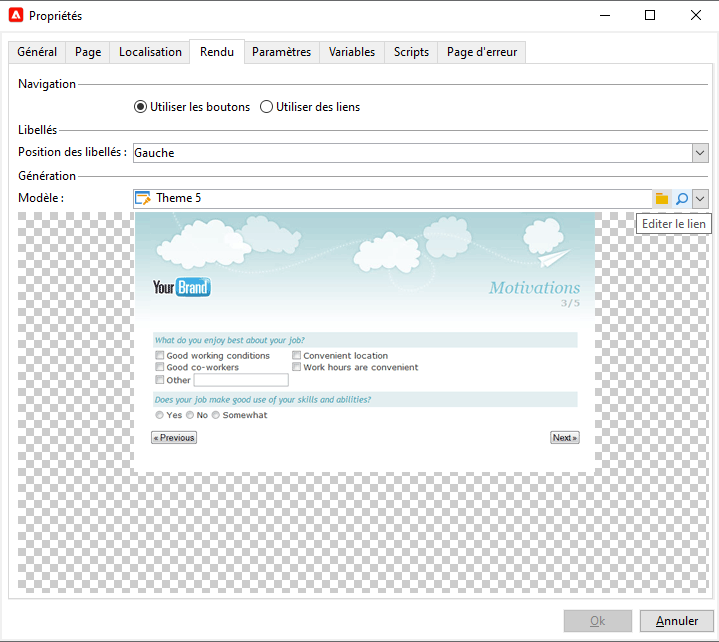 Propriétés
Général Page Localisation Rendu Paramètres Variables Scripts Page d'erreur
Navigation
Utiliser les boutons Utiliser des liens
Libellés
Position des libellés : Gauche
Génération
Modèle : Theme 5
Editer le lien
Your Brand
Motivations
3/5
What do you enjoy best about your job?
Good working conditions Convenient location
Good co-workers Work hours are convenient
Other
Does your job make good use of your skills and abilities?
Yes No Somewhat
« Previous Next »
Ok Annuler